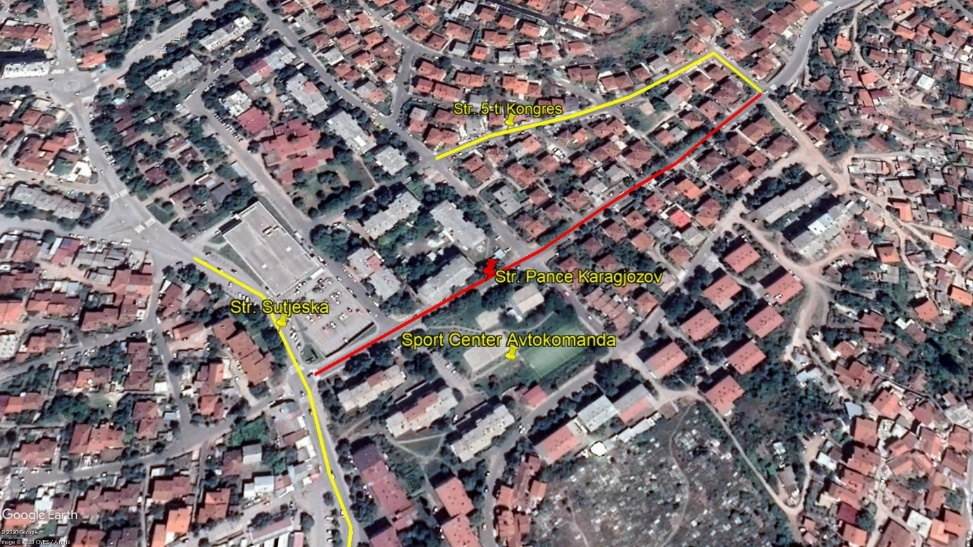 Str. 5-ti Kongres
Str. Pance Karagjozov
Str. Sutjeska
Sport Center Avtokomanda
Google Earth